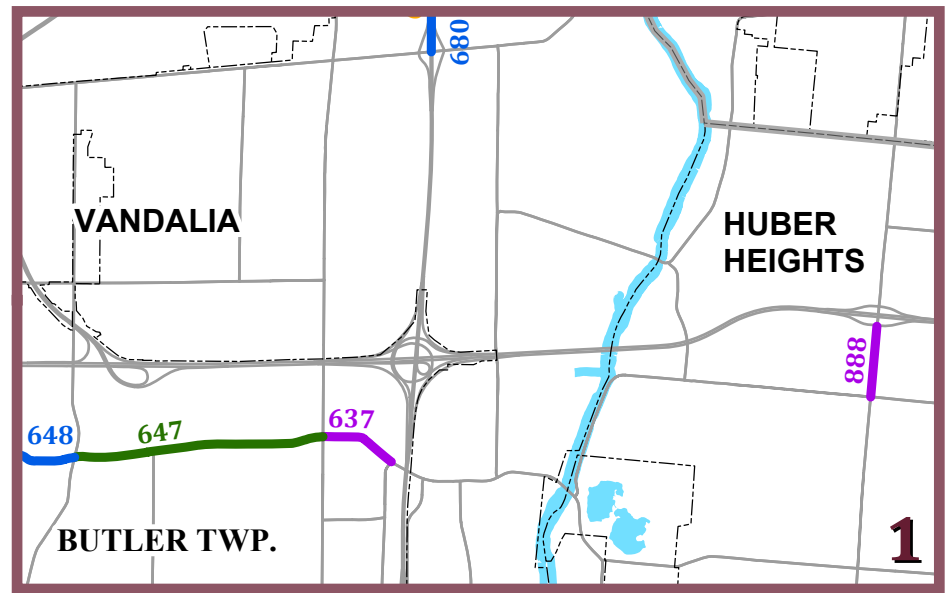 680
VANDALIA
HUBER
HEIGHTS
888
637
647
648
BUTLER TWP.
1